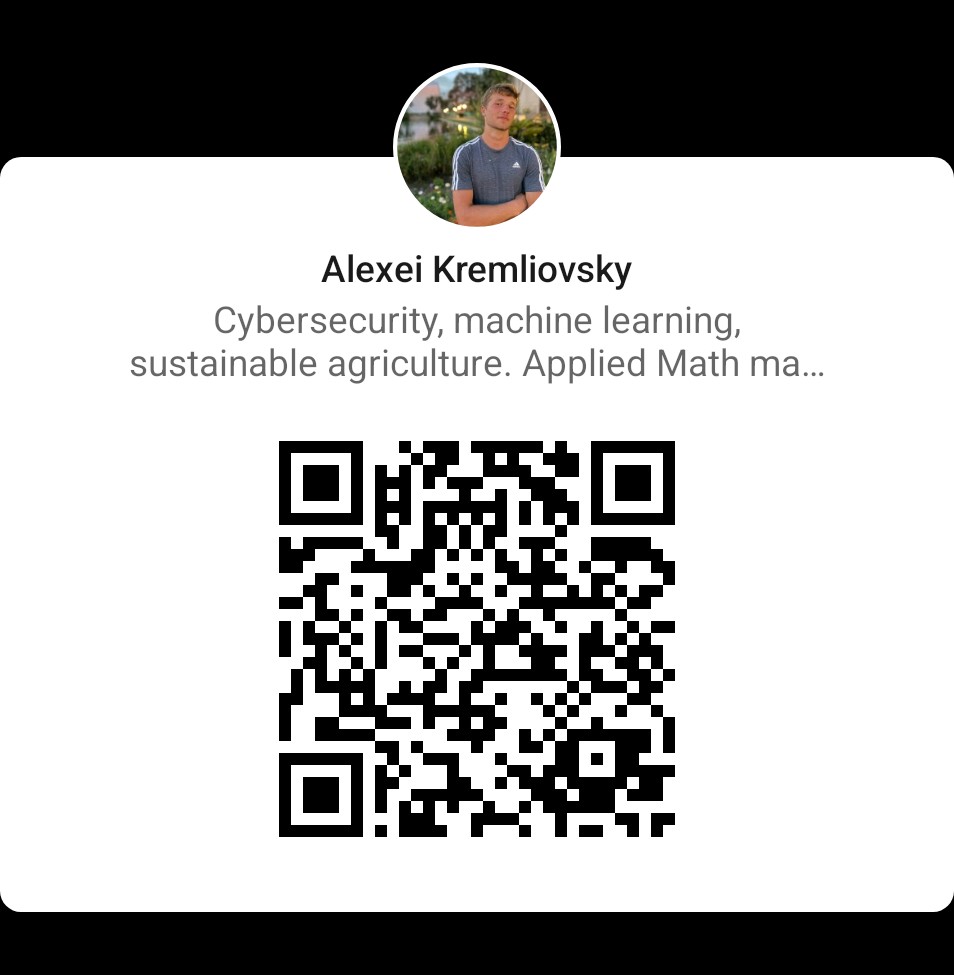 Alexei Kremliovsky
Cybersecurity, machine learning,
sustainable agriculture. Applied Math ma…